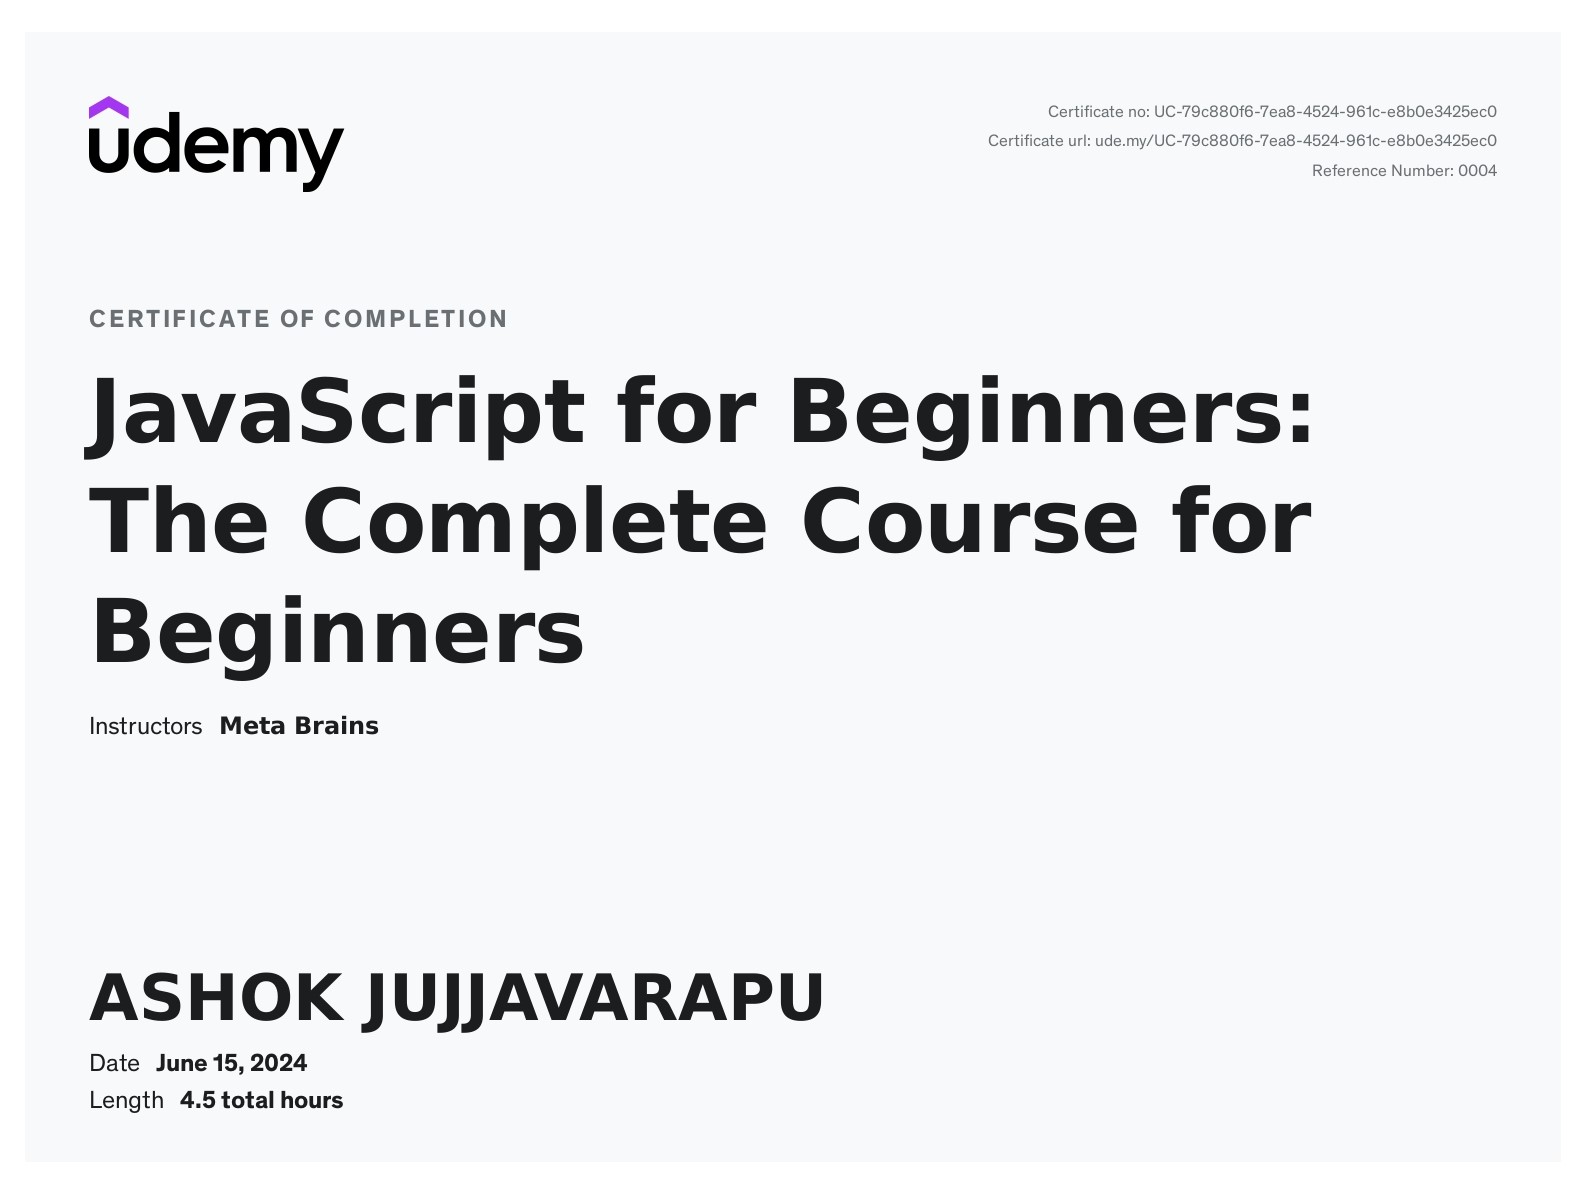 udemy
Certificate no: UC-79c880f6-7ea8-4524-961c-e8b0e3425ec0
Certificate url: ude.my/UC-79c880f6-7ea8-4524-961c-e8b0e3425ec0
Reference Number: 0004
CERTIFICATE OF COMPLETION
JavaScript for Beginners:
The Complete Course for
Beginners
Instructors Meta Brains
ASHOK JUJJAVARAPU
Date June 15, 2024
Length 4.5 total hours